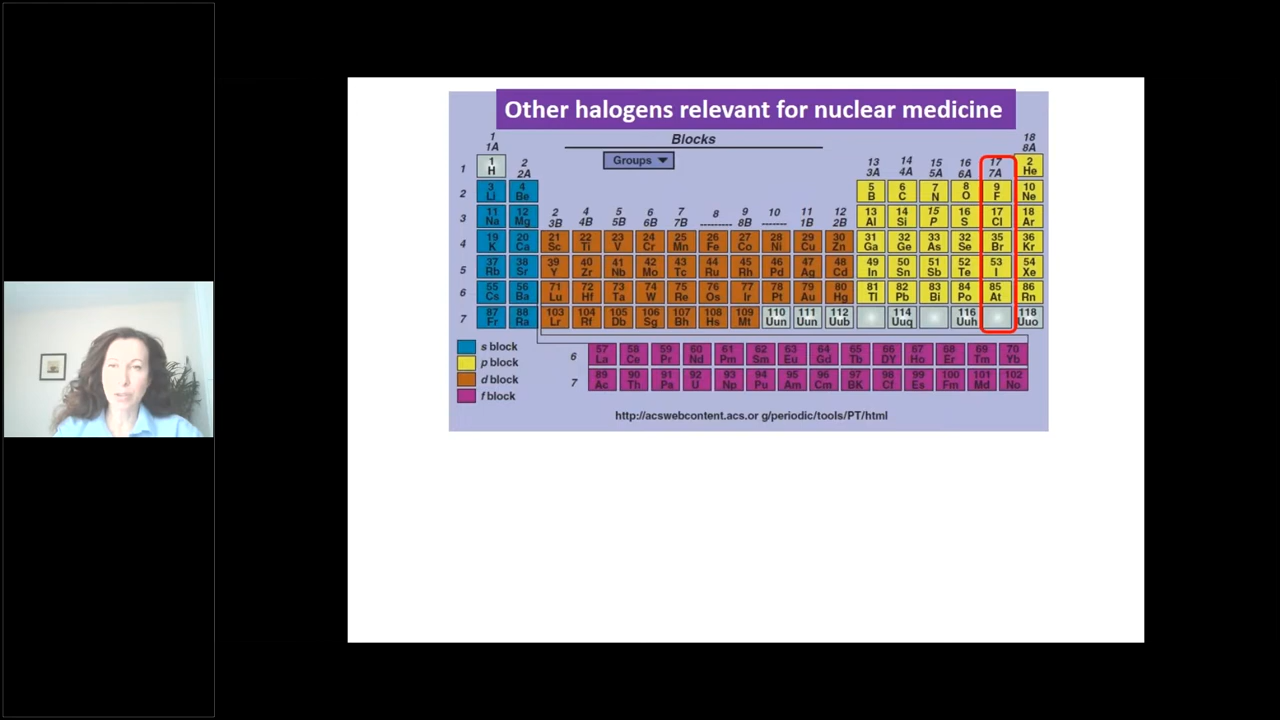 Other halogens relevant for nuclear medicine
Blocks
Groups
1 18
1A 8A
2 13 14 15 16 17
2A 3A 4A 5A 6A 7A
2 4 5 6 7 8 9 10 11 12
3B 4B 5B 6B 7B --------- 8B ------- 1B 2B
1 1 2
H He
2 3 4 5 6 7 8 9 10
Li Be B C N O F Ne
3 11 12 13 14 15 16 17 18
Na Mg Al Si P S Cl Ar
4 19 20 21 22 23 24 25 26 27 28 29 30 31 32 33 32 35 36
K Ca Sc Ti V Cr Mn Fe Co Ni Cu Zn Ga Ge As Se Br Kr
5 37 38 39 40 41 42 43 44 45 46 47 48 49 50 51 52 53 54
Rb Sr Y Zr Nb Mo Tc Ru Rh Pd Ag Cd In Sn Sb Te I Xe
6 55 56 71 72 73 74 75 76 77 78 79 80 81 82 83 84 85 86
Cs Ba Lu Hf Ta W Re Os Ir Pt Au Hg Tl Pb Bi Po At Rn
7 87 88 103 104 105 106 107 108 109 110 111 112 114 116 118
Fr Ra Lr Rf Db Sg Bh Hs Mt Uun Uun Uub Uuq Uuh Uuo
s block
p block
d block
f block
6 57 58 59 60 61 62 63 64 65 66 67 68 69 70
La Ce Pr Nd Pm Sm Eu Gd Tb DY Ho Er Tm Yb
7 89 90 91 92 93 94 95 96 97 98 99 100 101 102
Ac Th Pa U Np Pu Am Cm BK Cf Es Fm Md No
http://acswebcontent.acs.or g/periodic/tools/PT/html